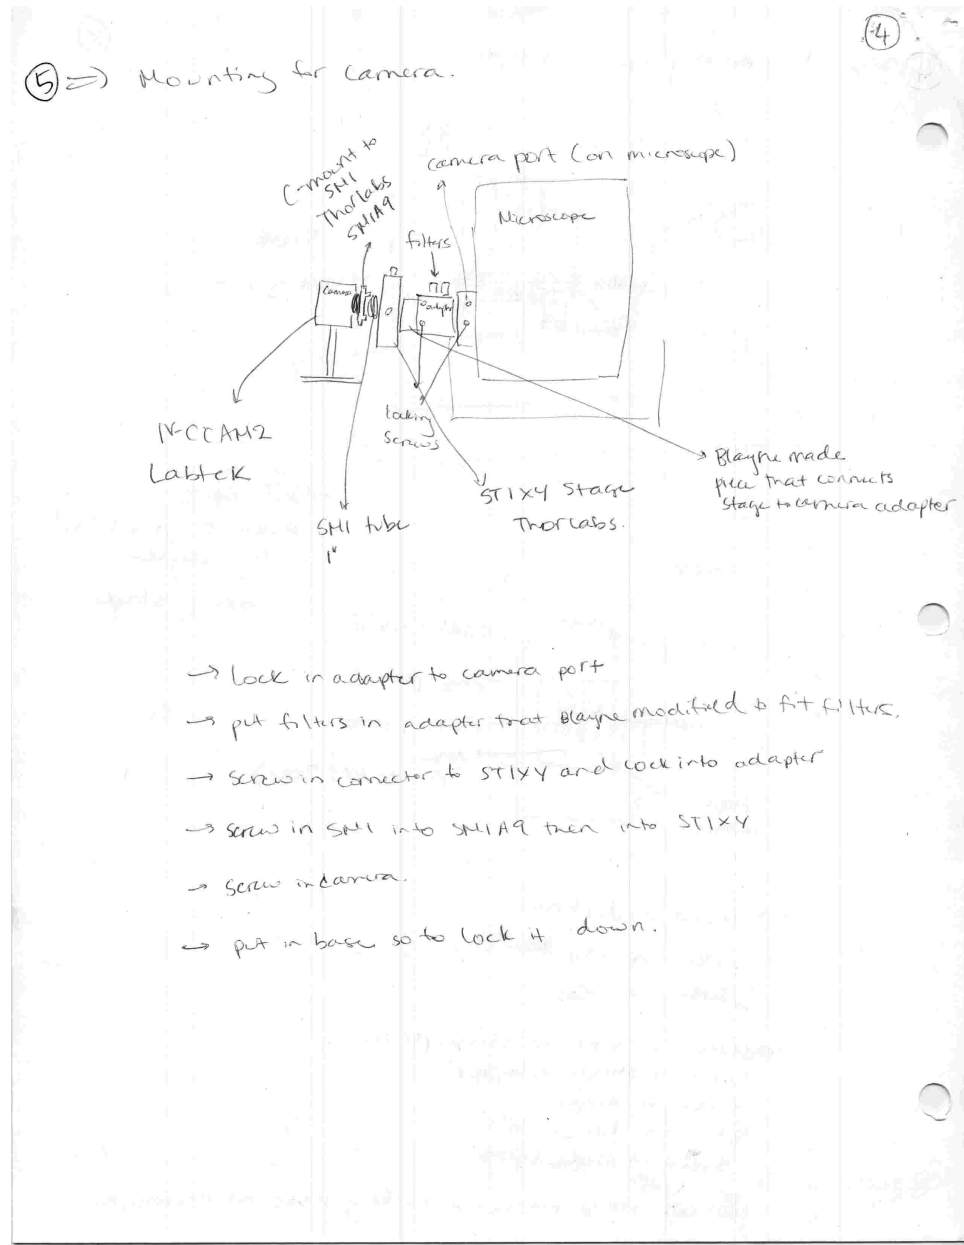 4
5 => Mounting for camera.
camera port (on microscope)
C-mount to
SM1
Thorlabs
SM1A9
Microscope
filters
camera
adapter
locking
screws
Labtek
STIXY Stage
Thorlabs.
SM1 tube
1"
Blayne made
piece that connects
stage to camera adapter
→ lock in adapter to camera port
→ put filters in adapter that Blayne modified to fit filters.
→ screw in connector to STIXY and lock into adapter
→ screw in SM1 into SM1A9 then into STIXY
→ screw in camera.
→ put in base so to lock it down.